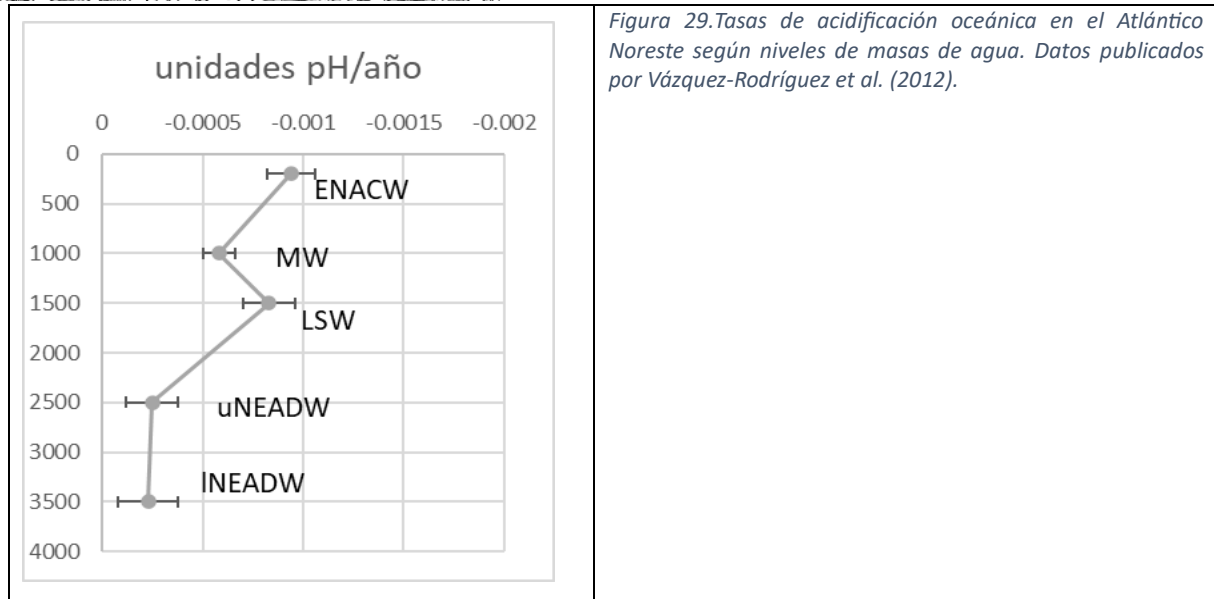 unidades pH/año
0 -0.0005 -0.001 -0.0015 -0.002
0
500
1000
1500
2000
2500
3000
3500
4000
ENACW
MW
LSW
uNEADW
lNEADW
Figura 29.Tasas de acidificación oceánica en el Atlántico
Noreste según niveles de masas de agua. Datos publicados
por Vázquez-Rodríguez et al. (2012).